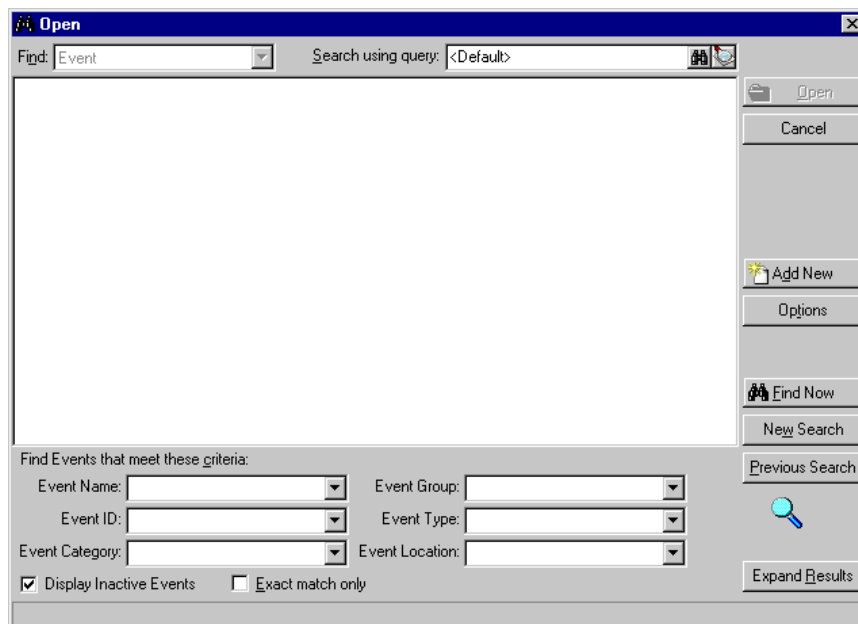 Open
Find: Event
Search using query: <Default>
Open
Cancel
Add New
Options
Find Now
New Search
Previous Search
Expand Results
Find Events that meet these criteria:
Event Name:
Event Group:
Event ID:
Event Type:
Event Category:
Event Location:
Display Inactive Events
Exact match only